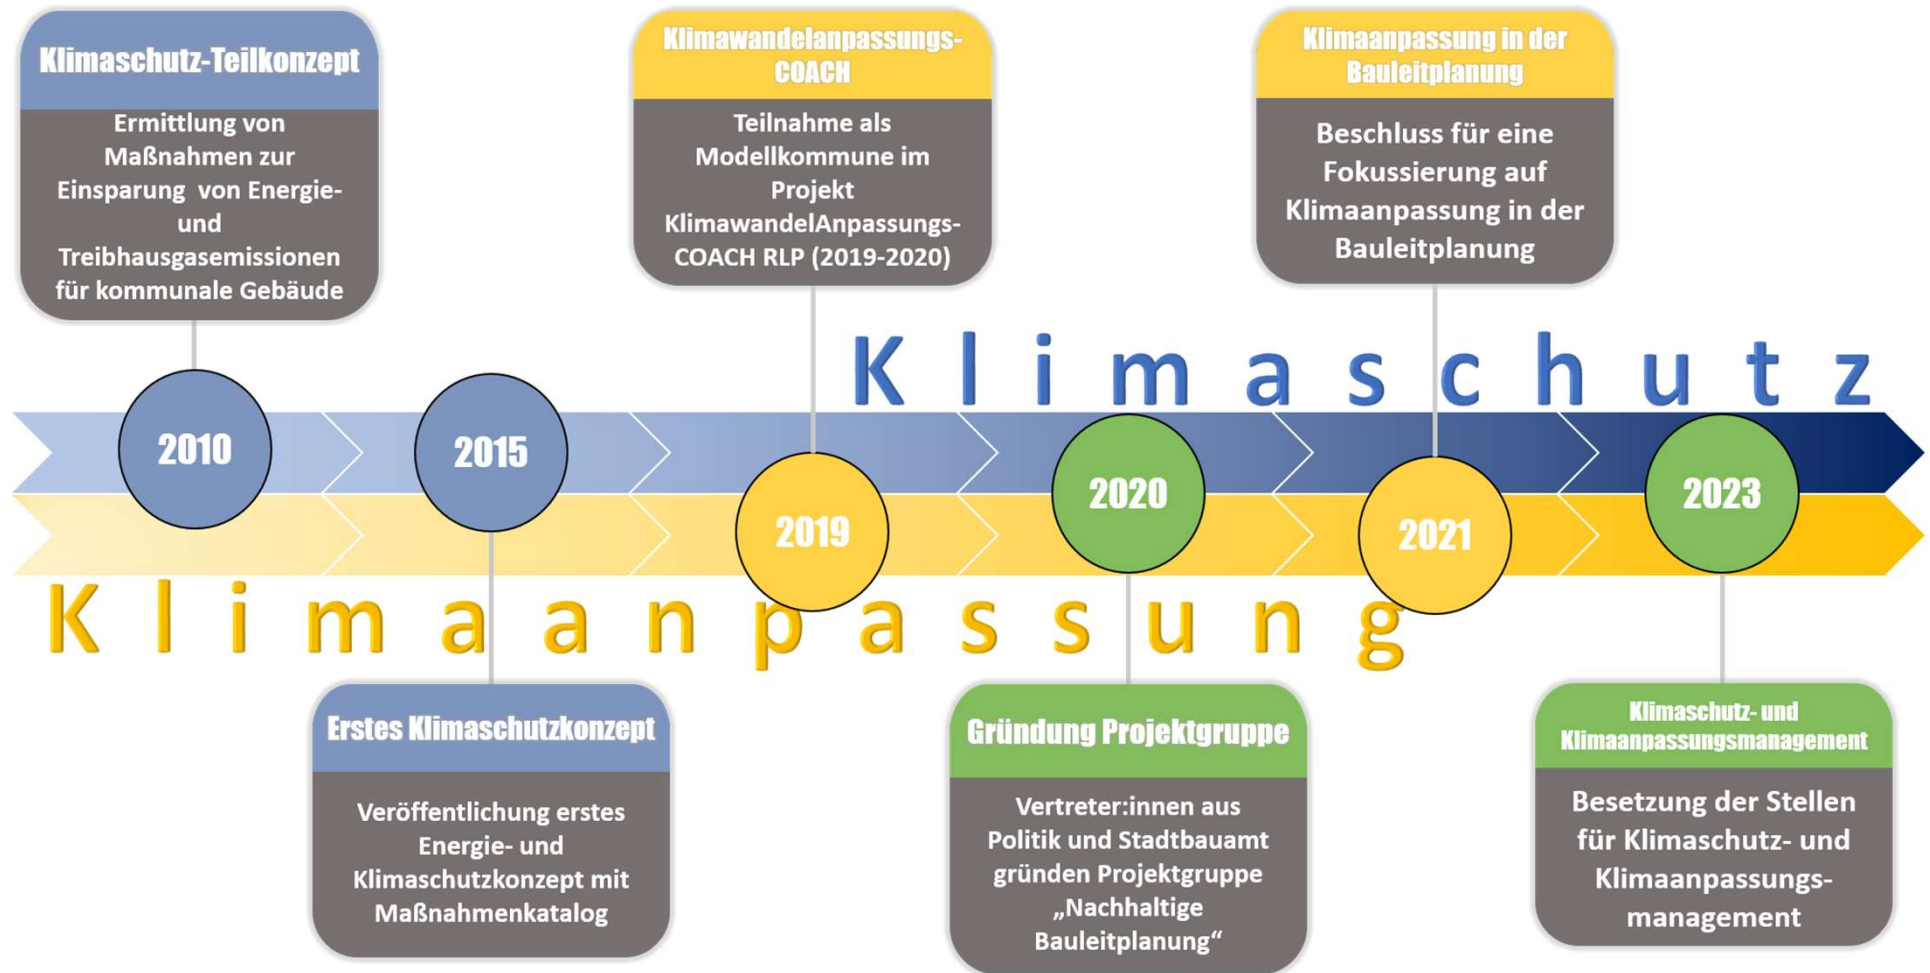 Klimaschutz-Teilkonzept
Ermittlung von
Maßnahmen zur
Einsparung von Energie-
und
Treibhausgasemissionen
für kommunale Gebäude
Klimawandelanpassungs-
COACH
Teilnahme als
Modellkommune im
Projekt
KlimawandelAnpassungs-
COACH RLP (2019-2020)
Klimaanpassung in der
Bauleitplanung
Beschluss für eine
Fokussierung auf
Klimaanpassung in der
Bauleitplanung
Klimaschutz
2010
2015
2019
2020
2021
2023
Klimaanpassung
Erstes Klimaschutzkonzept
Veröffentlichung erstes
Energie- und
Klimaschutzkonzept mit
Maßnahmenkatalog
Gründung Projektgruppe
Vertreter:innen aus
Politik und Stadtbauamt
gründen Projektgruppe
„Nachhaltige
Bauleitplanung“
Klimaschutz- und
Klimaanpassungsmanagement
Besetzung der Stellen
für Klimaschutz- und
Klimaanpassungs-
management